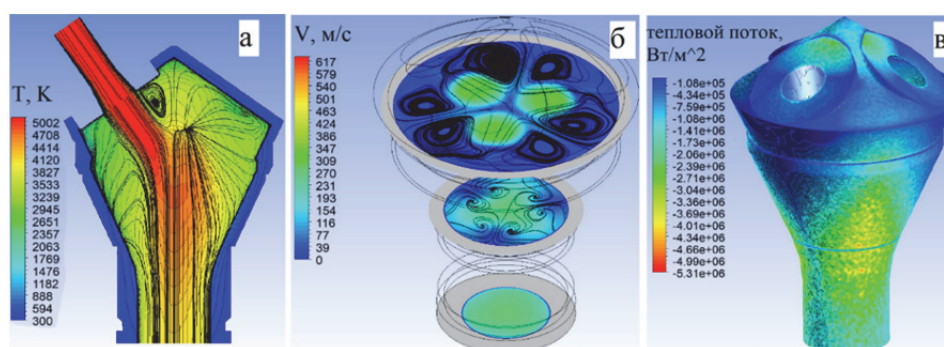 а
T, K
5002
4708
4414
4120
3827
3533
3239
2945
2651
2357
2063
1769
1476
1182
888
594
300
б
V, м/с
617
579
540
501
463
424
386
347
309
270
231
193
154
116
77
39
0
в
тепловой поток,
Вт/м^2
-1.08e+05
-4.34e+05
-7.59e+05
-1.08e+06
-1.41e+06
-1.73e+06
-2.06e+06
-2.39e+06
-2.71e+06
-3.04e+06
-3.36e+06
-3.69e+06
-4.01e+06
-4.34e+06
-4.66e+06
-4.99e+06
-5.31e+06